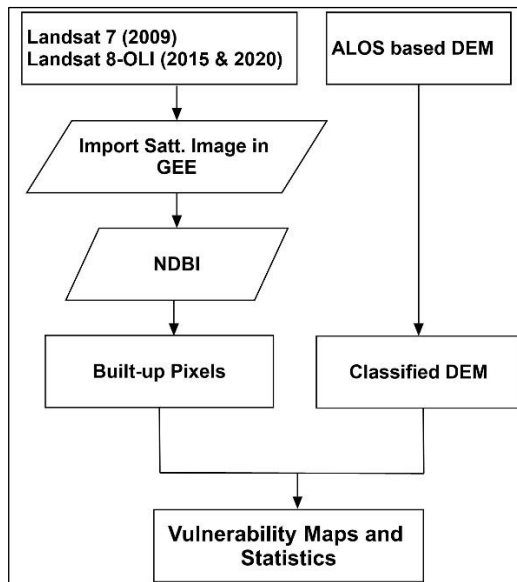 Landsat 7 (2009)
Landsat 8-OLI (2015 & 2020)
ALOS based DEM
Import Satt. Image in
GEE
NDBI
Built-up Pixels
Classified DEM
Vulnerability Maps and
Statistics